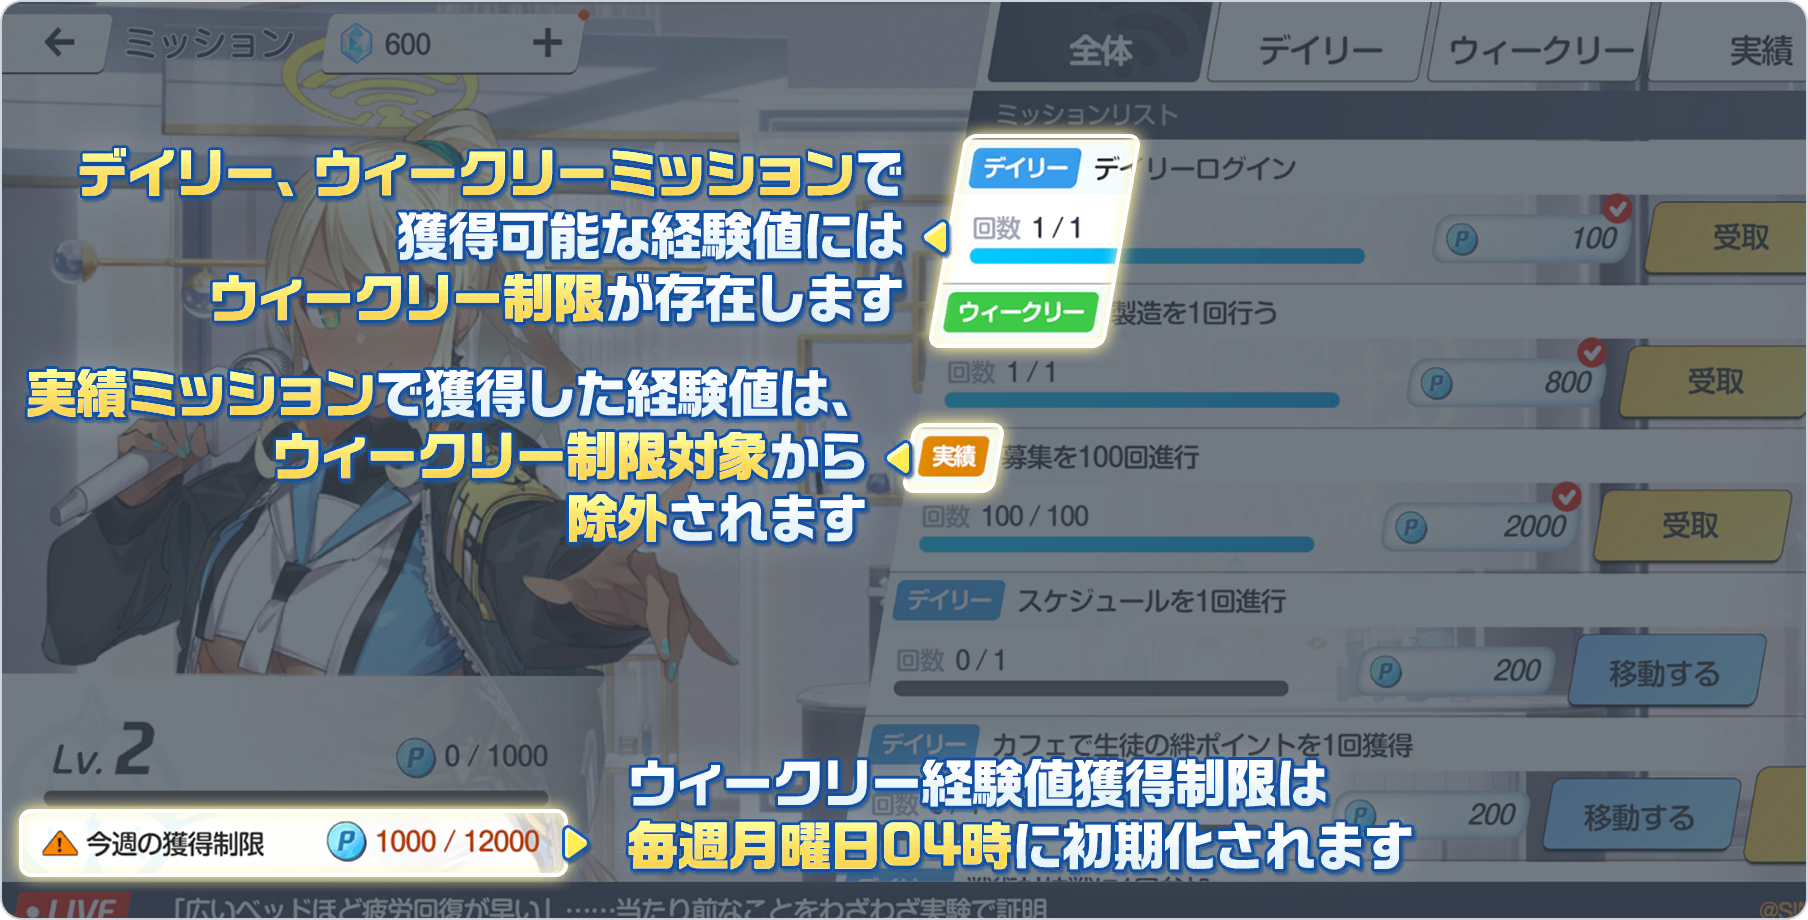 ミッション
600
全体
デイリー
ウィークリー
実績
ミッションリスト
デイリー デイリーログイン
回数 1 / 1
100
受取
ウィークリー 製造を1回行う
回数 1 / 1
800
受取
実績 募集を100回進行
回数 100 / 100
2000
受取
デイリー スケジュールを1回進行
回数 0 / 1
200
移動する
デイリー カフェで生徒の絆ポイントを1回獲得
回数
200
移動する
デイリー、ウィークリーミッションで
獲得可能な経験値には
ウィークリー制限が存在します
実績ミッションで獲得した経験値は、
ウィークリー制限対象から
除外されます
Lv. 2
P 0 / 1000
今週の獲得制限 P 1000 / 12000
ウィークリー経験値獲得制限は
毎週月曜日04時に初期化されます
LIVE
「広いベッドほど疲労回復が早い」……当たり前なことをわざわざ実験で証明